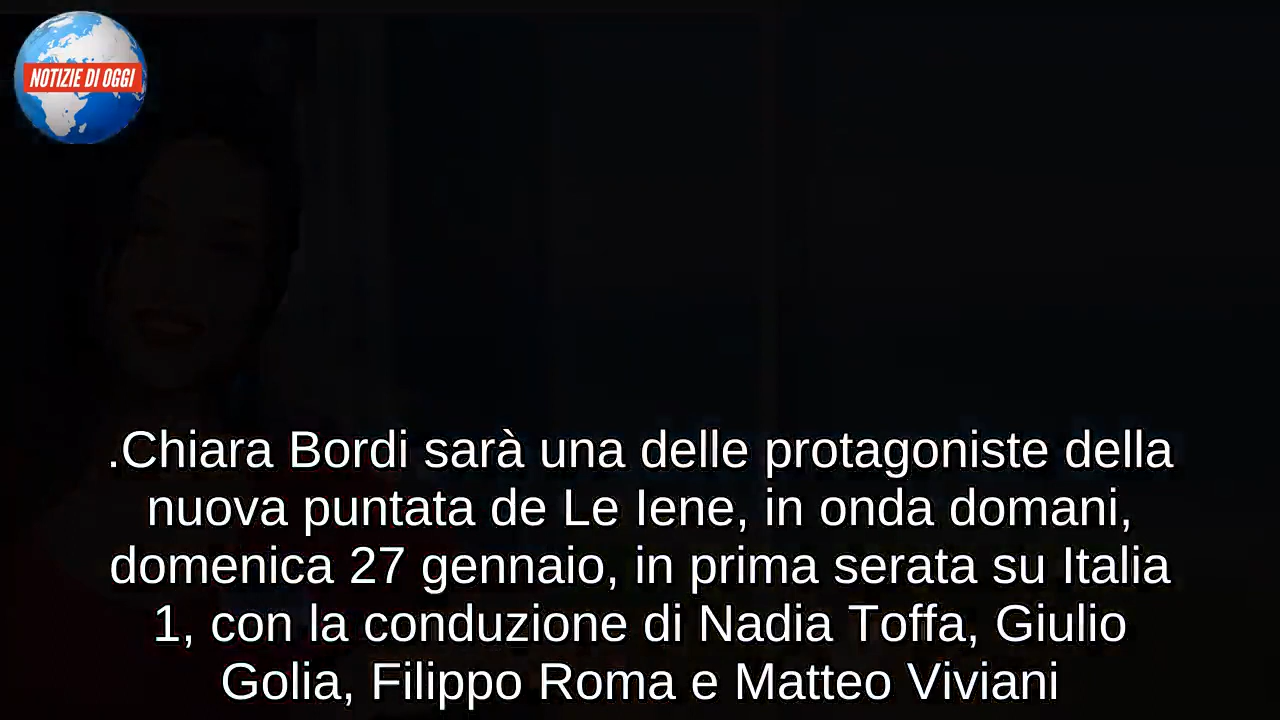 NOTIZIE DI OGGI
.Chiara Bordi sarà una delle protagoniste della
nuova puntata de Le Iene, in onda domani,
domenica 27 gennaio, in prima serata su Italia
1, con la conduzione di Nadia Toffa, Giulio
Golia, Filippo Roma e Matteo Viviani